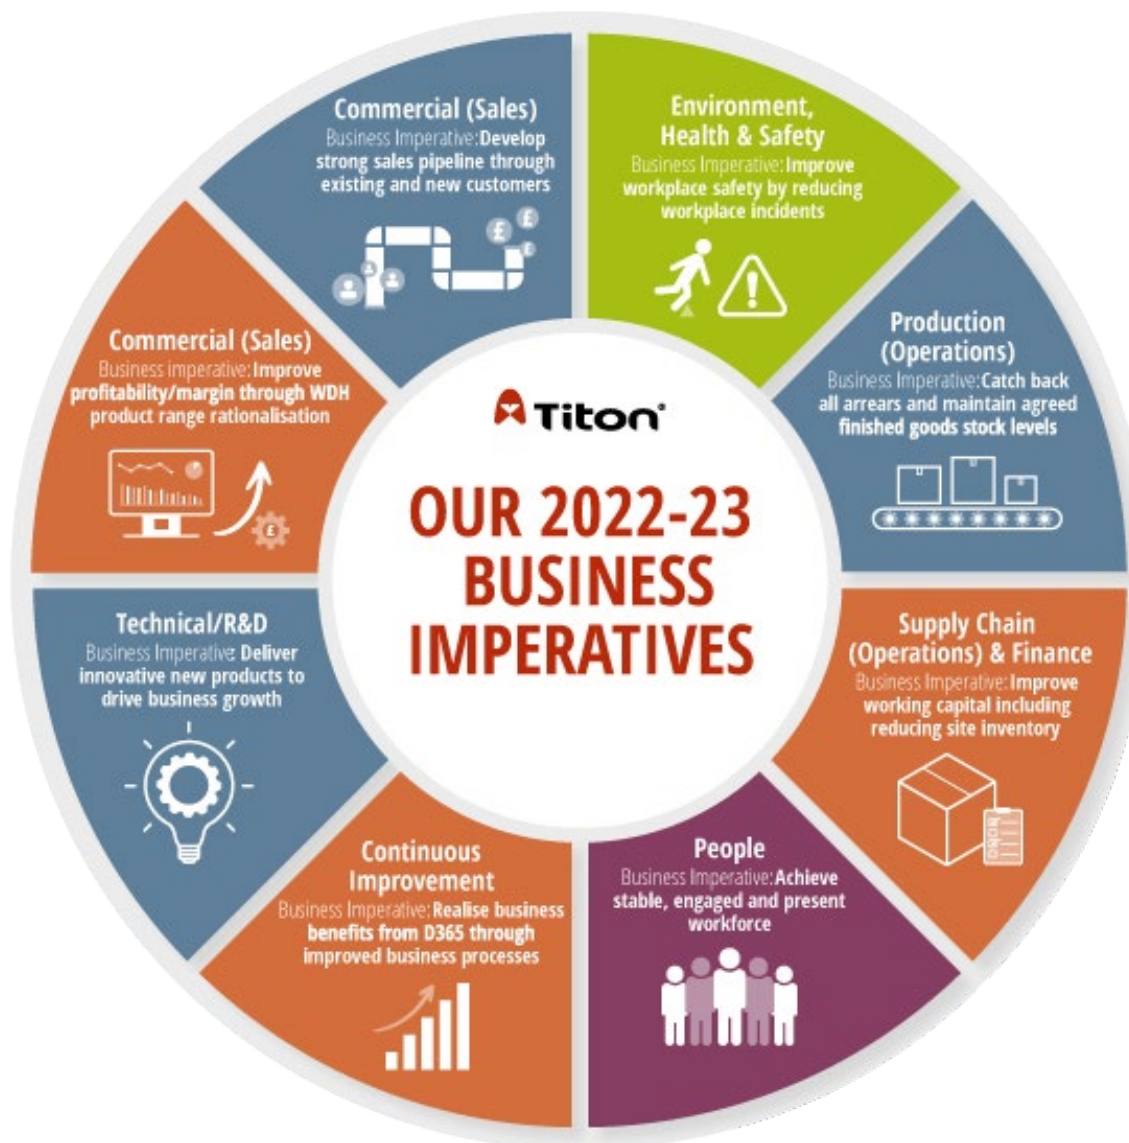 Titon®
OUR 2022-23
BUSINESS
IMPERATIVES
Environment,
Health & Safety
Business Imperative: Improve
workplace safety by reducing
workplace incidents
Production
(Operations)
Business Imperative: Catch back
all arrears and maintain agreed
finished goods stock levels
Supply Chain
(Operations) & Finance
Business Imperative: Improve
working capital including
reducing site inventory
People
Business Imperative: Achieve
stable, engaged and present
workforce
Continuous
Improvement
Business Imperative: Realise business
benefits from D365 through
improved business processes
Technical/R&D
Business Imperative: Deliver
innovative new products to
drive business growth
Commercial (Sales)
Business imperative: Improve
profitability/margin through WDH
product range rationalisation
£
Commercial (Sales)
Business Imperative: Develop
strong sales pipeline through
existing and new customers
£
£
£